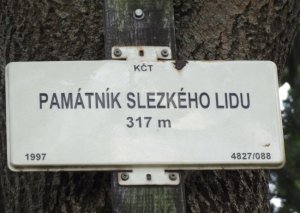 KČT
PAMÁTNÍK SLEZKÉHO LIDU
317 m
1997 4827/088